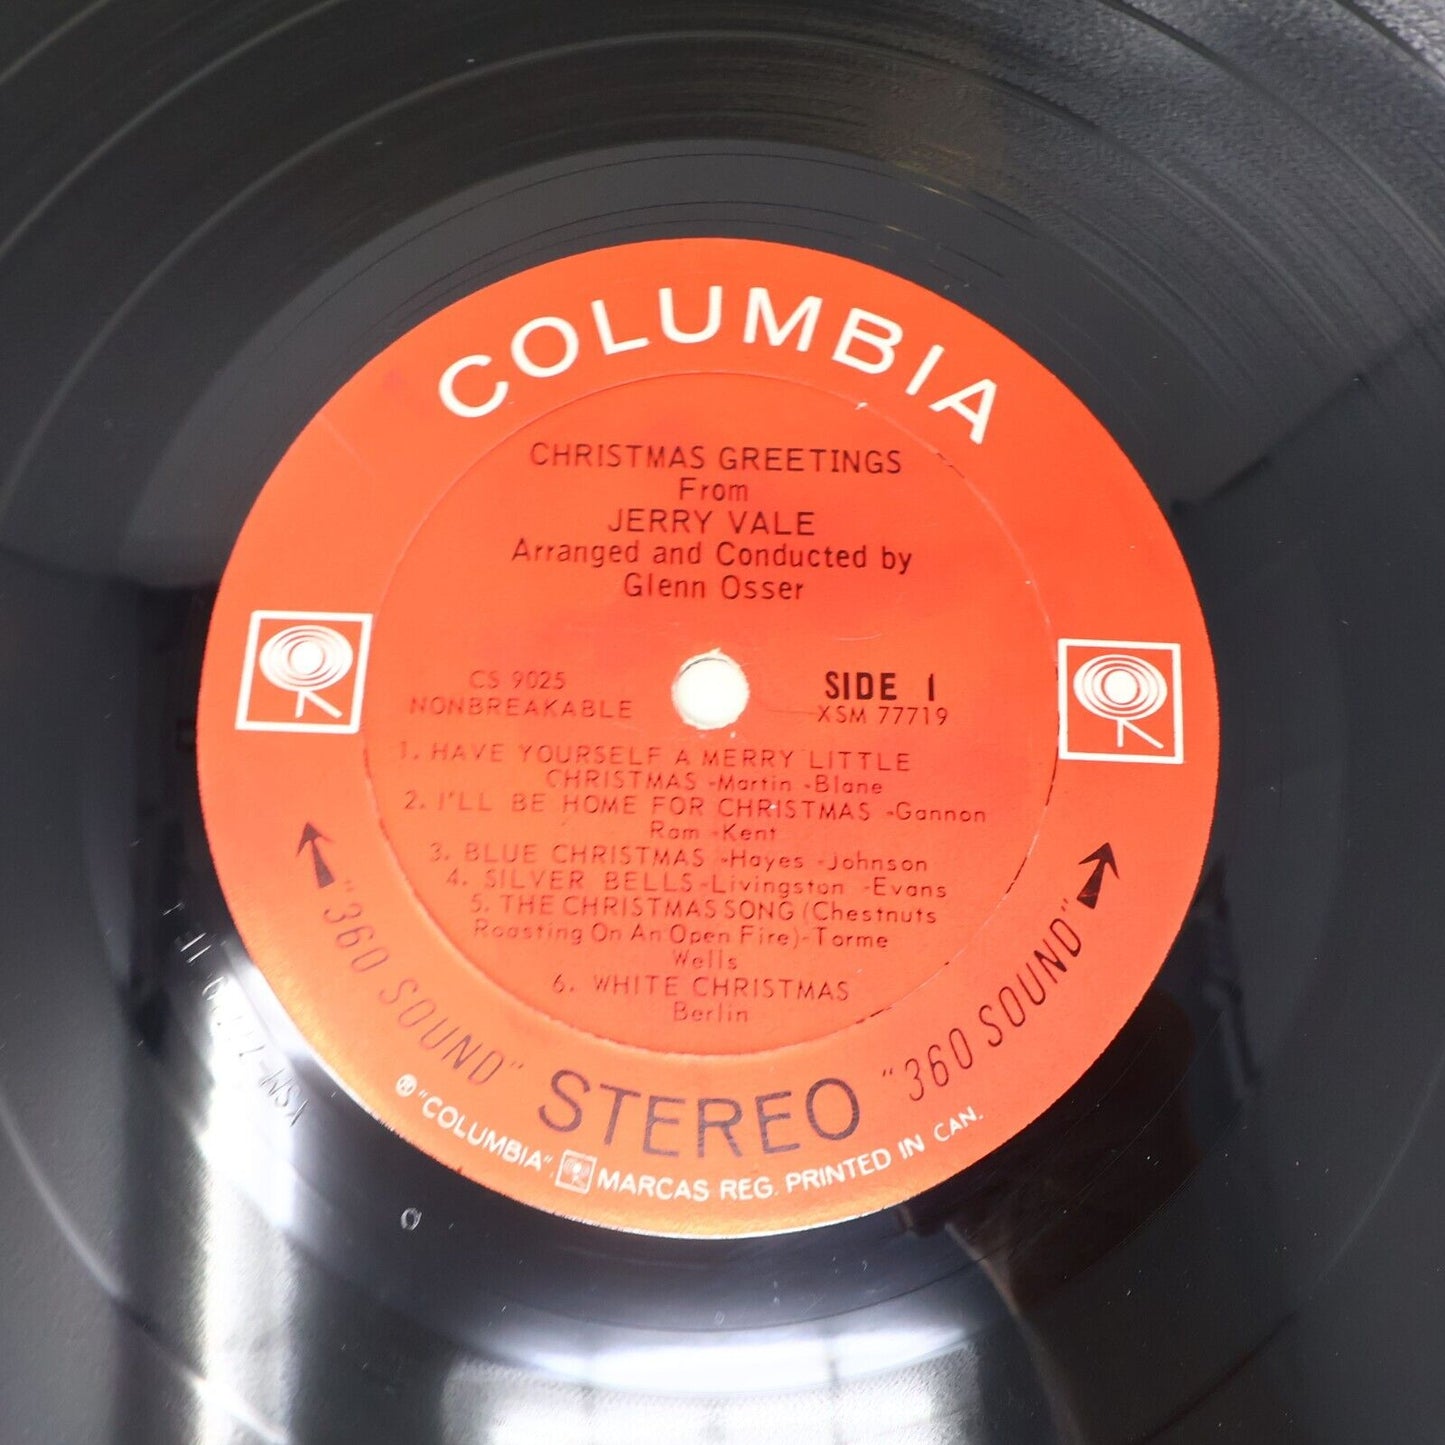 COLUMBIA
CHRISTMAS GREETINGS
From
JERRY VALE
Arranged and Conducted by
Glenn Osser
CS 9025
NONBREAKABLE
SIDE 1
XSM 77719
1. HAVE YOURSELF A MERRY LITTLE
CHRISTMAS -Martin -Blane
2. I'LL BE HOME FOR CHRISTMAS -Gannon
Ram -Kent
3. BLUE CHRISTMAS -Hayes -Johnson
4. SILVER BELLS-Livingston -Evans
5. THE CHRISTMAS SONG (Chestnuts
Roasting On An Open Fire)-Torme
Wells
6. WHITE CHRISTMAS
Berlin
"360 SOUND"
STEREO
"360 SOUND"
® "COLUMBIA" MARCAS REG. PRINTED IN CAN.